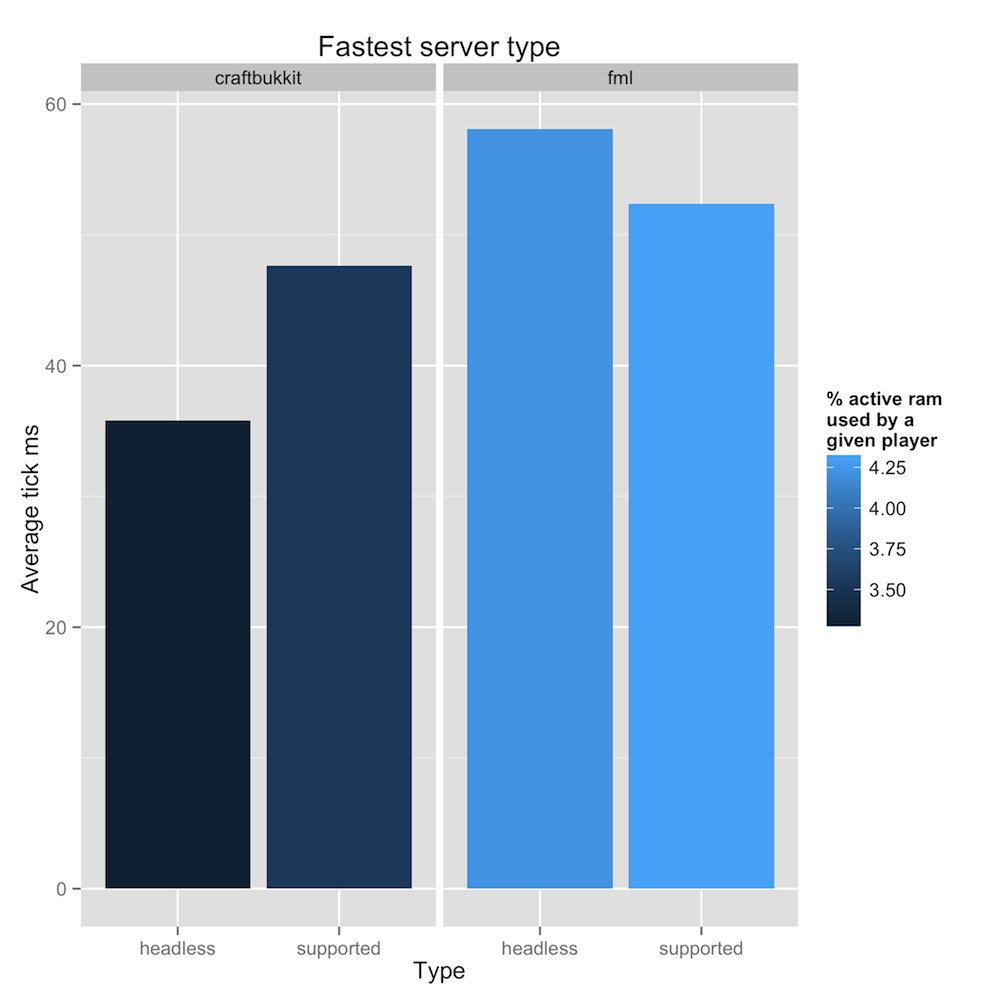 Fastest server type
craftbukkit
fml
60
40
20
0
Average tick ms
headless
supported
headless
supported
Type
% active ram
used by a
given player
4.25
4.00
3.75
3.50